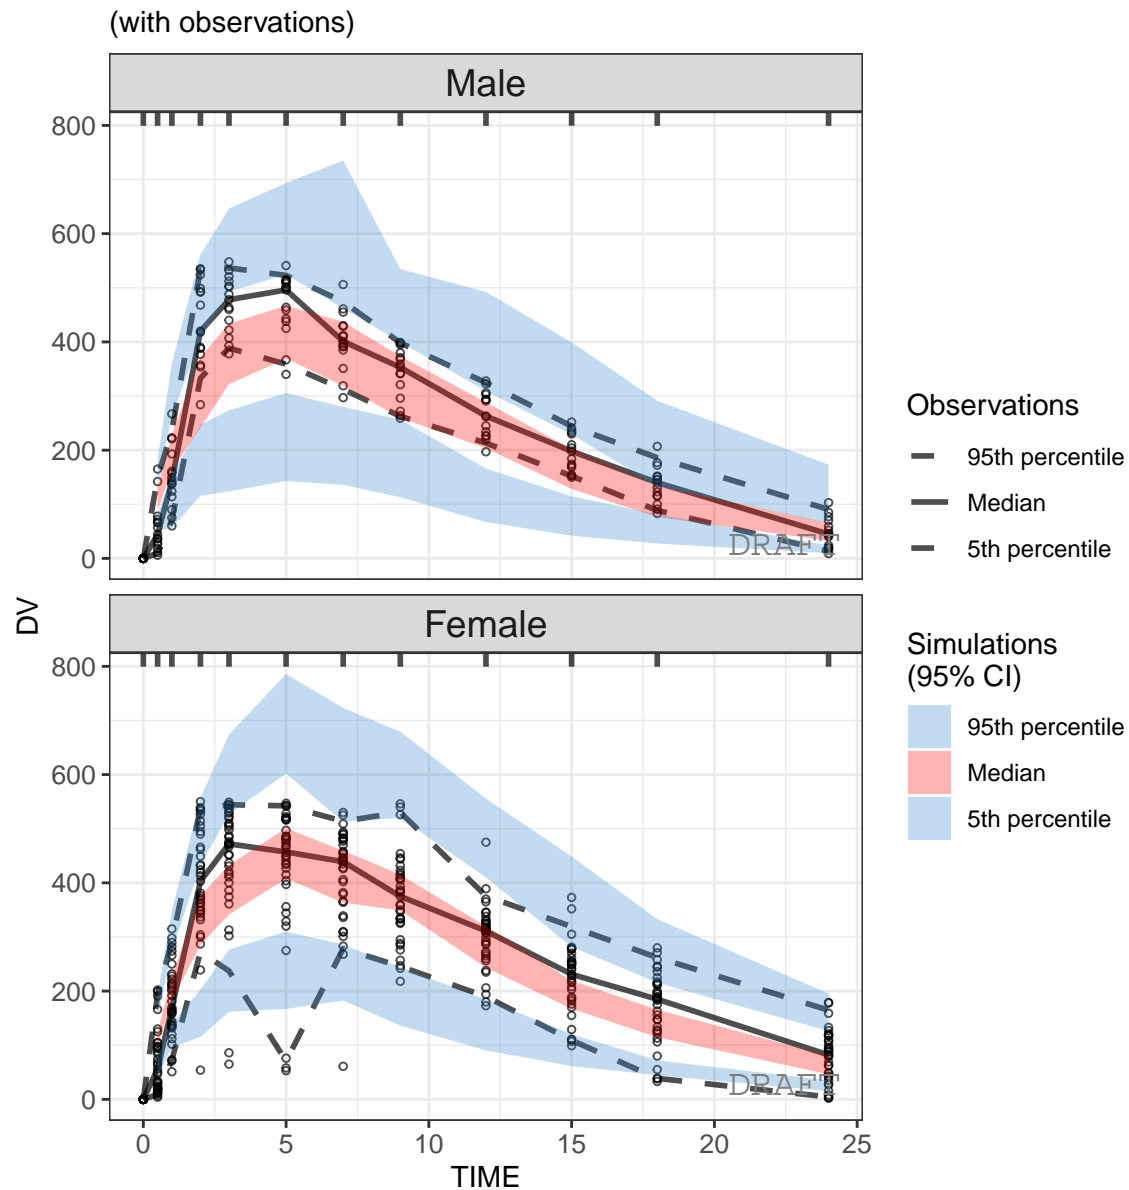 (with observations)
Male
800
600
400
200
0
DRAFT
Female
800
600
400
200
0
DRAFT
0 5 10 15 20 25
TIME
DV
Observations
95th percentile
Median
5th percentile
Simulations
(95% CI)
95th percentile
Median
5th percentile